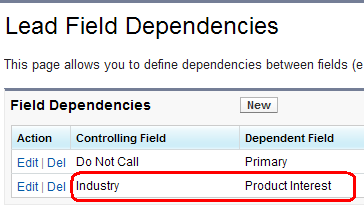 Lead Field Dependencies
This page allows you to define dependencies between fields (e
Field Dependencies New
Action Controlling Field Dependent Field
Edit | Del Do Not Call Primary
Edit | Del Industry Product Interest